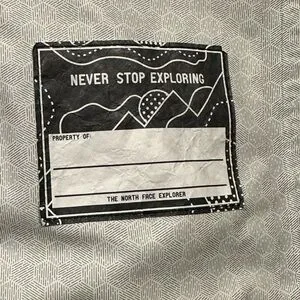 NEVER STOP EXPLORING
PROPERTY OF:
THE NORTH FACE EXPLORER